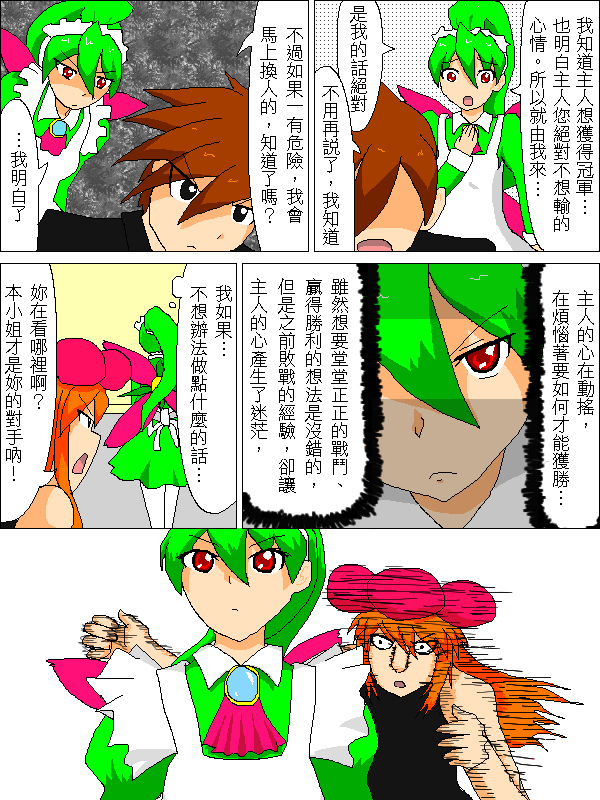 我知道主人想獲得冠軍…
也明白主人您絕對不想輸的
心情。所以就由我來…
是我的話絕對
不用再説了，我知道
不過如果一有危險，我會
馬上換人的，知道了嗎？
…我明白了
主人的心在動搖，
在煩惱著要如何才能獲勝…
雖然想要堂堂正正的戰鬥、
贏得勝利的想法是沒錯的，
但是之前敗戰的經驗，卻讓
主人的心產生了迷茫，
我如果…
不想辦法做點什麼的話…
妳在看哪裡啊？
本小姐才是妳的對手吶！